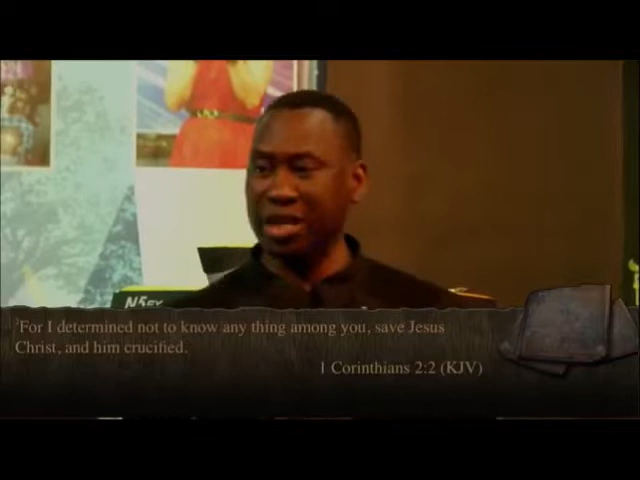 N5EX
'For I determined not to know any thing among you, save Jesus
Christ, and him crucified.
1 Corinthians 2:2 (KJV)